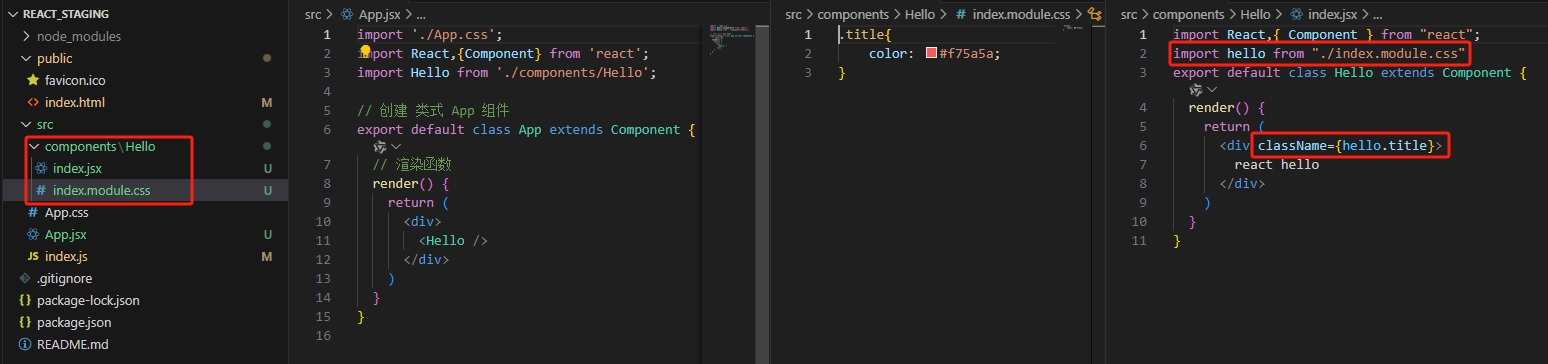 REACT_STAGING
node_modules
public
favicon.ico
index.html M
src
components\Hello
index.jsx U
index.module.css U
App.css
App.jsx U
index.js M
.gitignore
package-lock.json
package.json
README.md
src > App.jsx > ...
1 import './App.css';
2 import React,{Component} from 'react';
3 import Hello from './components/Hello';
4
5 // 创建 类式 App 组件
6 export default class App extends Component {
7 // 渲染函数
8 render() {
9 return (
10 <div>
11 <Hello />
12 </div>
13 )
14 }
15 }
16
src > components > Hello > index.module.css >
1 .title{
2 color: #f75a5a;
3 }
src > components > Hello > index.jsx > ...
1 import React,{ Component } from "react";
2 import hello from "./index.module.css"
3 export default class Hello extends Component {
4 render() {
5 return (
6 <div className={hello.title}>
7 react hello
8 </div>
9 )
10 }
11 }